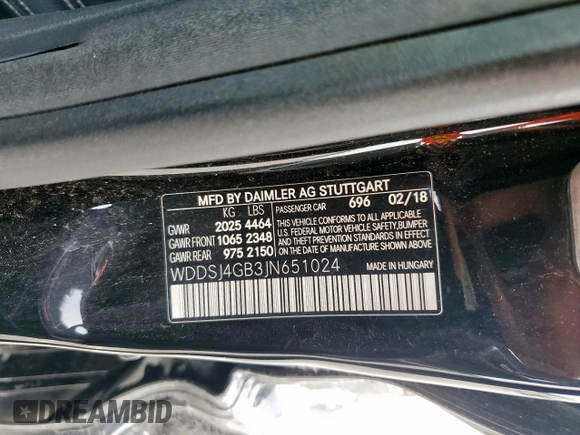 MFD BY DAIMLER AG STUTTGART
KG LBS PASSENGER CAR 696 02/18
GVWR 2025 4464
GAWR FRONT 1065 2348
GAWR REAR 975 2150
THIS VEHICLE CONFORMS TO ALL APPLICABLE
U.S. FEDERAL MOTOR VEHICLE SAFETY,BUMPER
AND THEFT PREVENTION STANDARDS IN EFFECT
ON THE DATE OF MANUFACTURE SHOWN ABOVE.
WDDSJ4GB3JN651024
MADE IN HUNGARY
DREAMBID